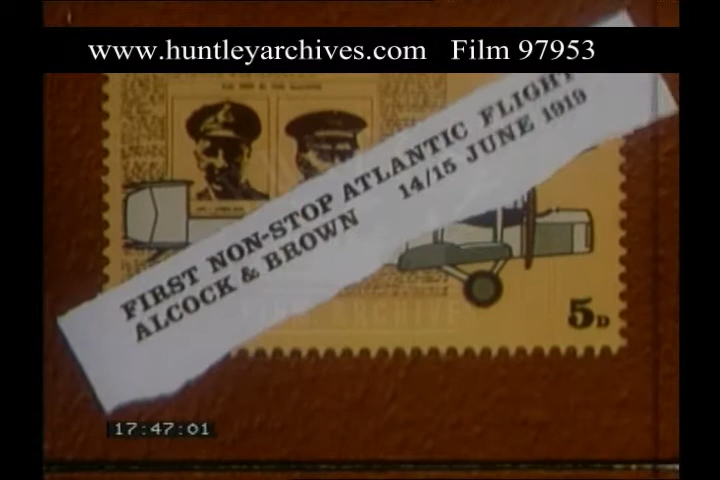 www.huntleyarchives.com Film 97953
FIRST NON-STOP ATLANTIC FLIGHT
ALCOCK & BROWN 14/15 JUNE 1919
5D
17:47:01